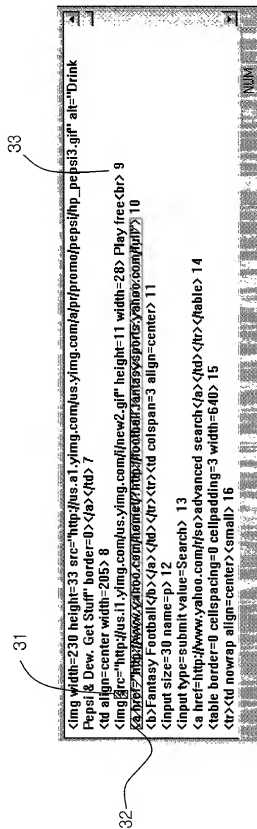 31
33
32
<img width=230 height=33 src="http://us.a1.yimg.com/us.yimg.com/a/pr/promo/pepsi/hp_pepsi3.gif" alt="Drink
Pepsi & Dew. Get Stuff" border=0></a></td> 7
<td align=center width=205> 8
<img src="http://us.i1.yimg.com/us.yimg.com/i/new2.gif" height=11 width=28> Play free<br> 9
<a href="http://www.yahoo.com/homet/?http://football.fantasysports.yahoo.com/full/"> 10
<b>Fantasy Football</b></a></td></tr><tr><td colspan=3 align=center> 11
<input size=30 name=p> 12
<input type=submit value=Search> 13
<a href=http://www.yahoo.com/r/so>advanced search</a></td></tr></table> 14
<table border=0 cellspacing=0 cellpadding=3 width=640> 15
<tr><td nowrap align=center><small> 16
NUM